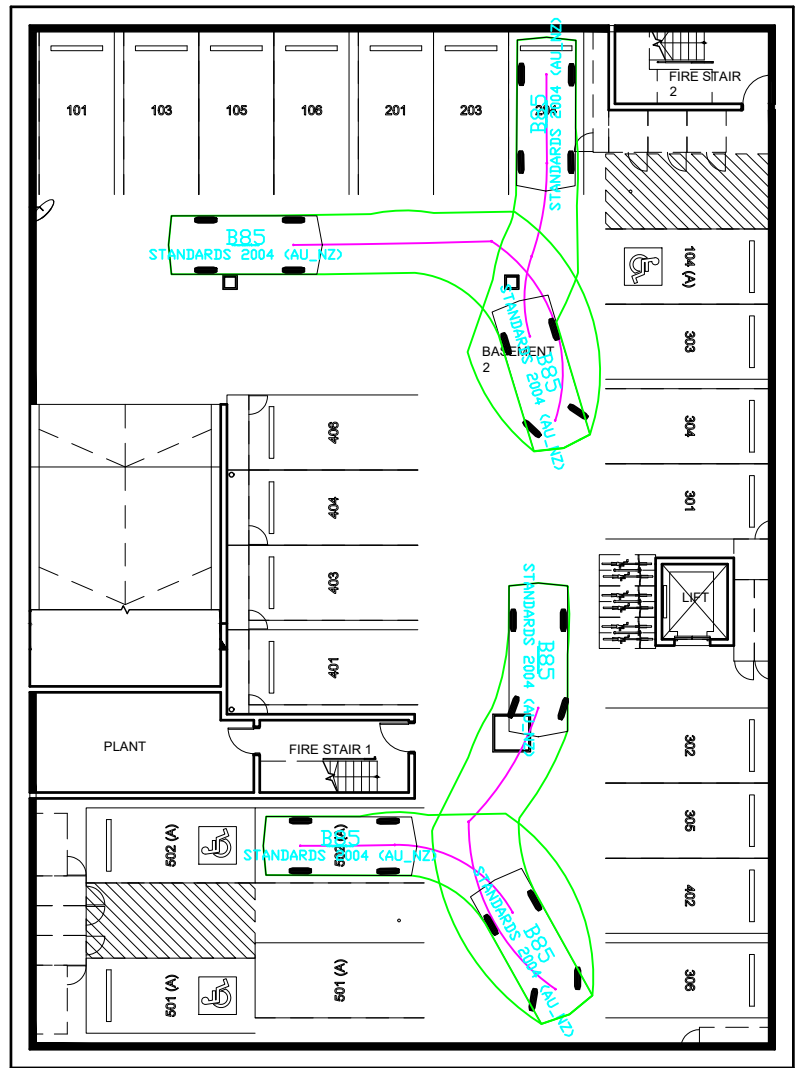 101
103
105
106
201
203
B85
STANDARDS 2004 (AU_NZ)
FIRE STAIR
2
B85
STANDARDS 2004 (AU_NZ)
104 (A)
303
BASEMENT
2
B85
STANDARDS 2004 (AU_NZ)
304
301
406
404
403
401
LIFT
B85
STANDARDS 2004 (AU_NZ)
PLANT
FIRE STAIR 1
302
305
402
306
502 (A)
502 (A)
B85
STANDARDS 2004 (AU_NZ)
B85
STANDARDS 2004 (AU_NZ)
501 (A)
501 (A)